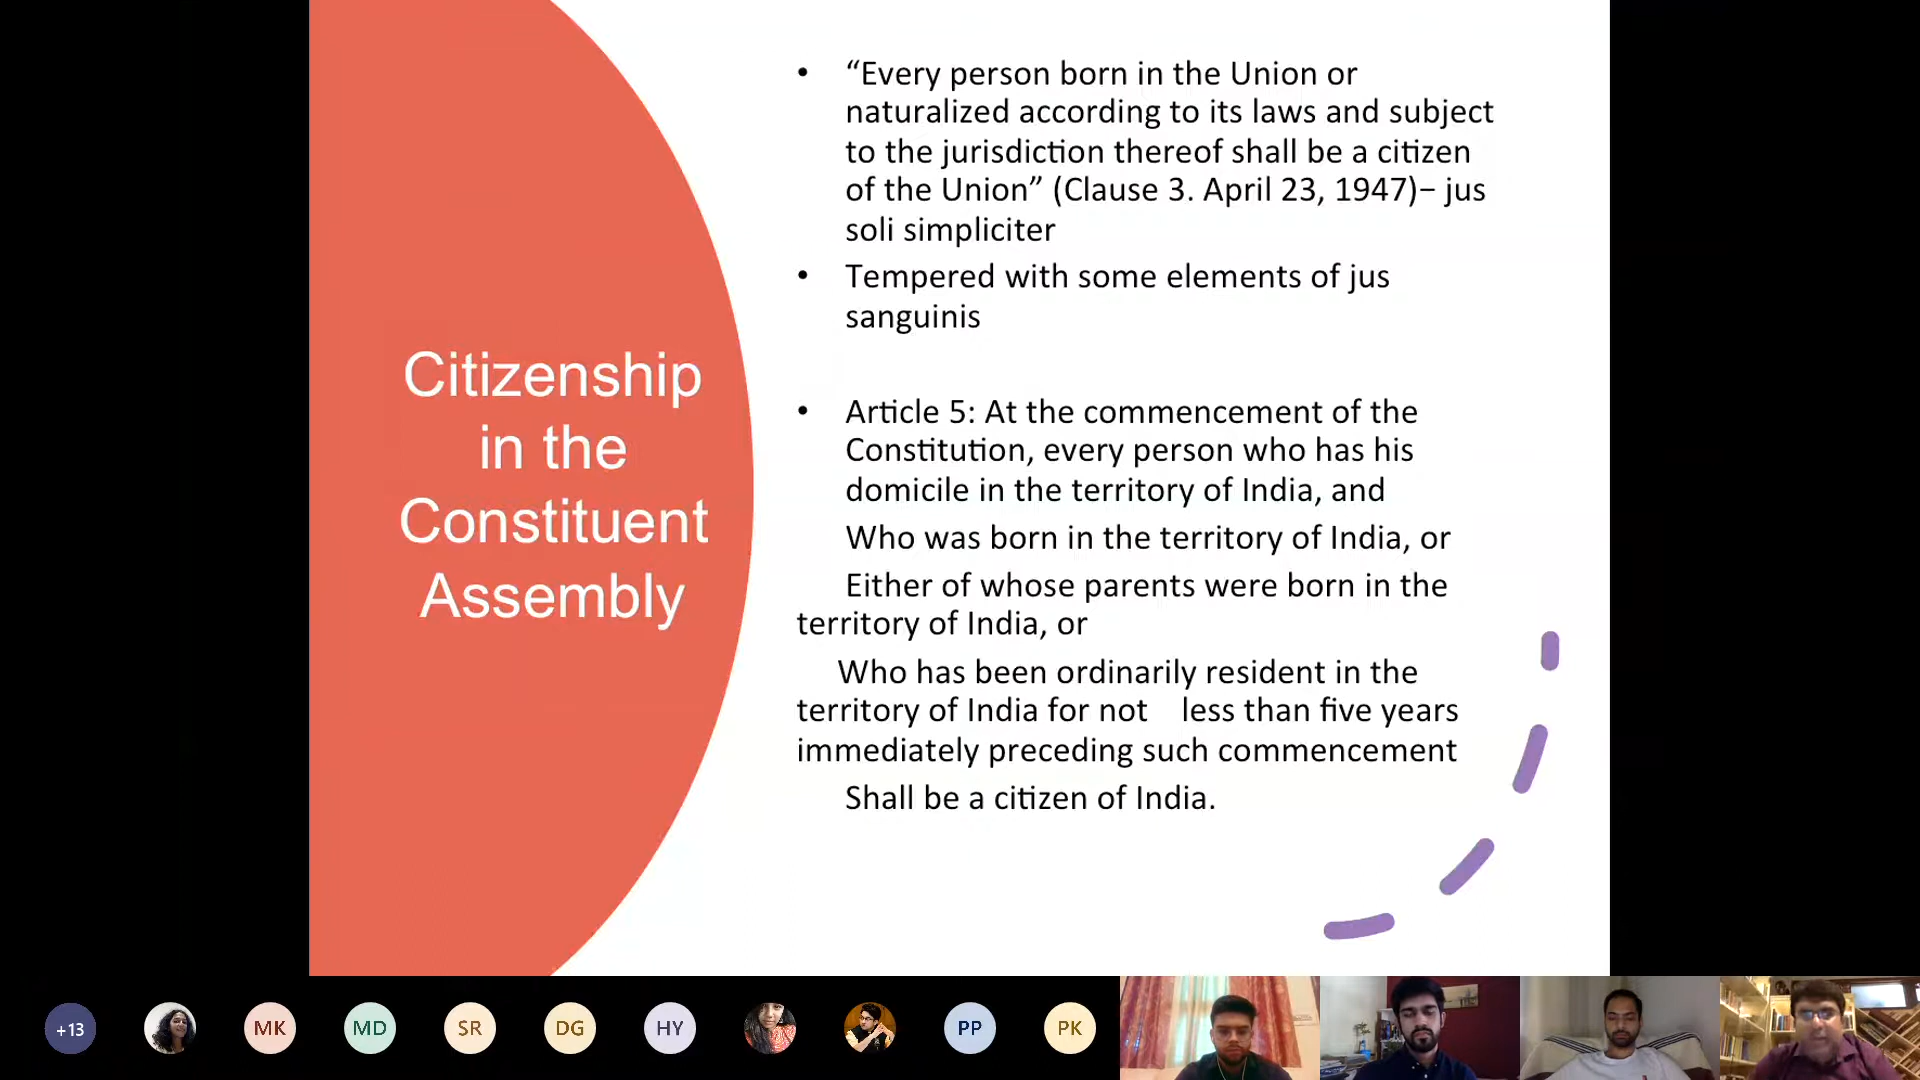 Citizenship
in the
Constituent
Assembly
• “Every person born in the Union or
naturalized according to its laws and subject
to the jurisdiction thereof shall be a citizen
of the Union” (Clause 3. April 23, 1947)– jus
soli simpliciter
• Tempered with some elements of jus
sanguinis
• Article 5: At the commencement of the
Constitution, every person who has his
domicile in the territory of India, and
Who was born in the territory of India, or
Either of whose parents were born in the
territory of India, or
Who has been ordinarily resident in the
territory of India for not less than five years
immediately preceding such commencement
Shall be a citizen of India.
+13 MK MD SR DG HY PP PK